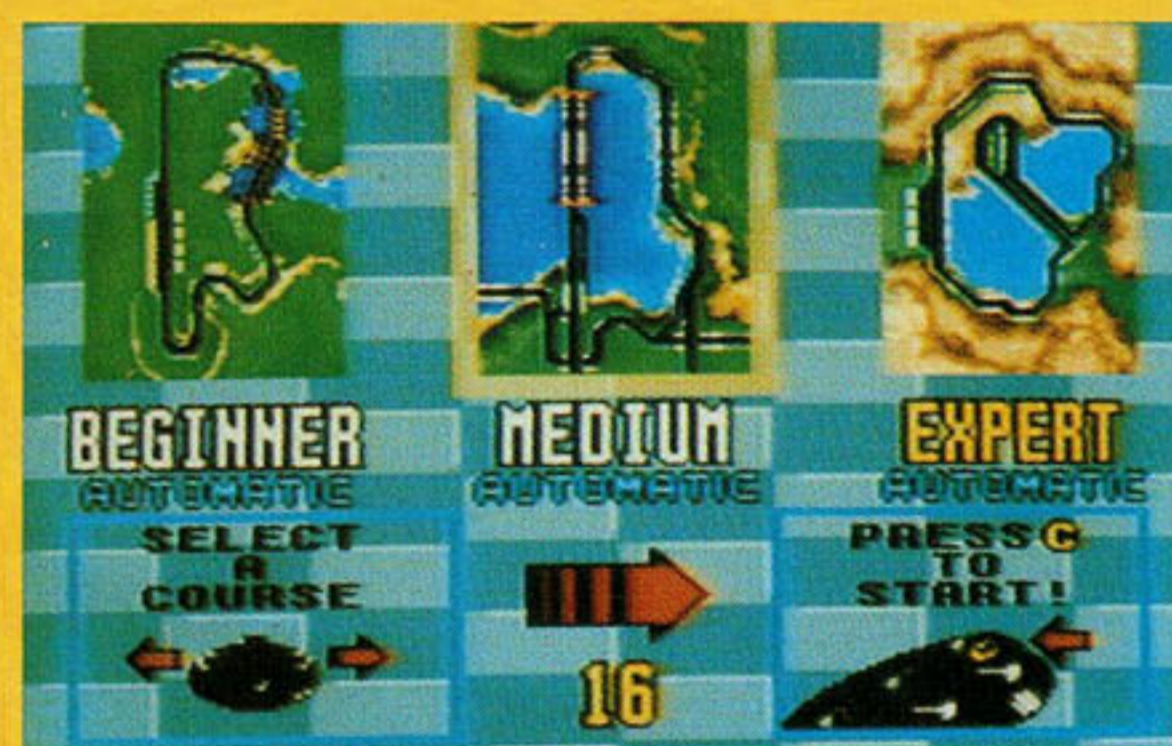 BEGINNER
AUTOMATIC
MEDIUM
AUTOMATIC
EXPERT
AUTOMATIC
SELECT
A
COURSE
16
PRESS C
TO
START!